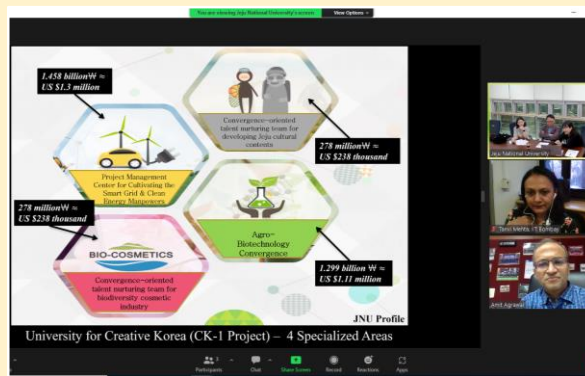 You are viewing Jeju National University's screen
View Options
1.458 billion₩ ≈
US $1.3 million
Convergence-oriented
talent nurturing team for
developing Jeju cultural
contents
278 million₩ ≈
US $238 thousand
Project Management
Center for Cultivating the
Smart Grid & Clean
Energy Manpowers
278 million₩ ≈
US $238 thousand
Agro-
Biotechnology
Convergence
BIO-COSMETICS
Convergence-oriented
talent nurturing team for
biodiversity cosmetic
industry
1.299 billion ₩ ≈
US $1.11 million
JNU Profile
University for Creative Korea (CK-1 Project) – 4 Specialized Areas
Jeju National University
Amit Agrawal
3
Participants
Chat
Share Screen
Record
Reactions
Apps